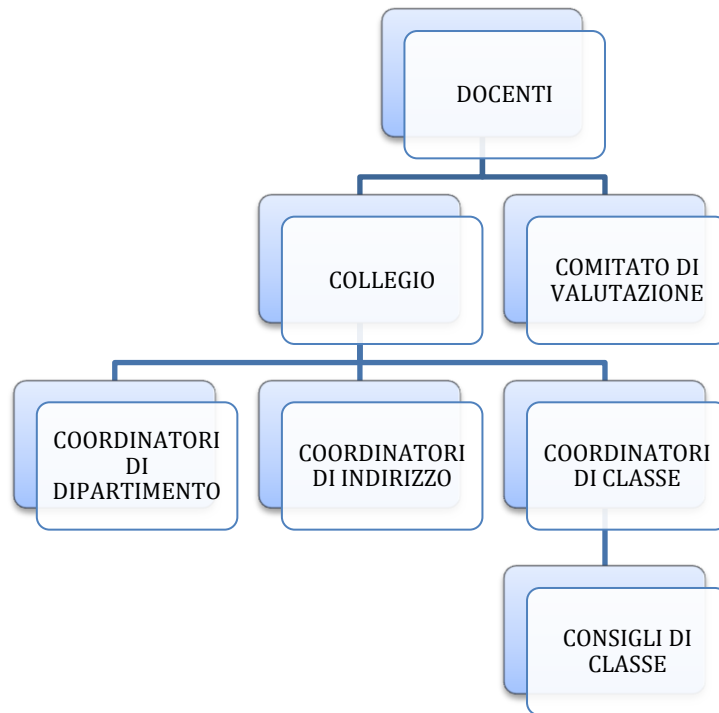 DOCENTI
COLLEGIO
COMITATO DI
VALUTAZIONE
COORDINATORI
DI
DIPARTIMENTO
COORDINATORI
DI INDIRIZZO
COORDINATORI
DI CLASSE
CONSIGLI DI
CLASSE